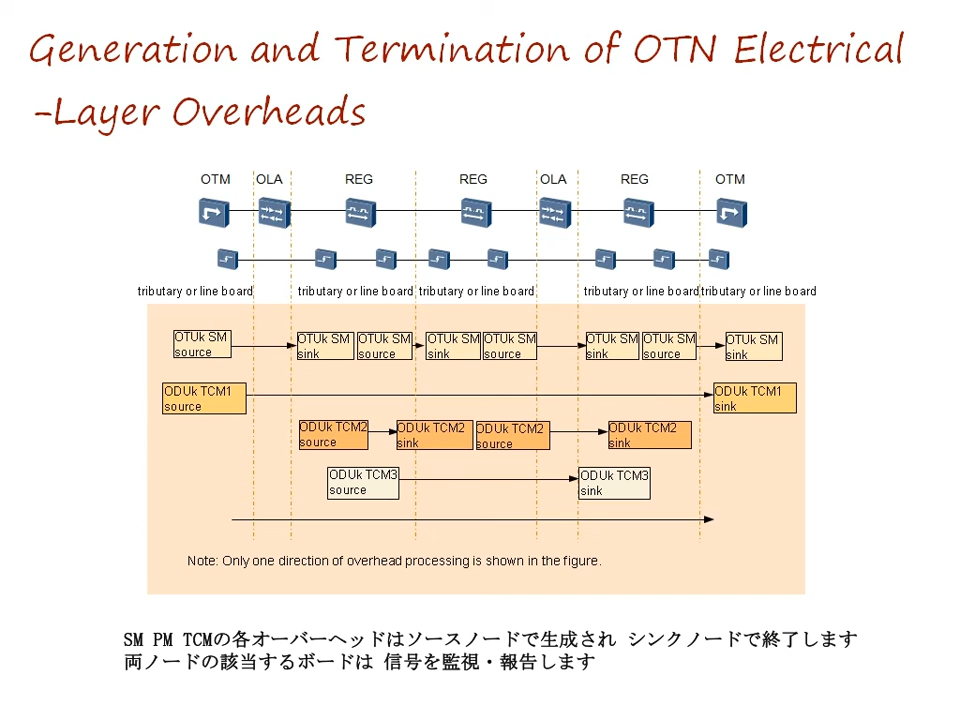 Generation and Termination of OTN Electrical
-Layer Overheads
OTM OLA REG REG OLA REG OTM
tributary or line board tributary or line board tributary or line board tributary or line board tributary or line board
OTUk SM
source
OTUk SM
sink
OTUk SM
source
OTUk SM
sink
OTUk SM
source
OTUk SM
sink
OTUk SM
source
OTUk SM
sink
ODUk TCM1
source
ODUk TCM1
sink
ODUk TCM2
source
ODUk TCM2
sink
ODUk TCM2
source
ODUk TCM2
sink
ODUk TCM3
source
ODUk TCM3
sink
Note: Only one direction of overhead processing is shown in the figure.
SM PM TCMの各オーバーヘッドはソースノードで生成され シンクノードで終了します
両ノードの該当するボードは 信号を監視・報告します